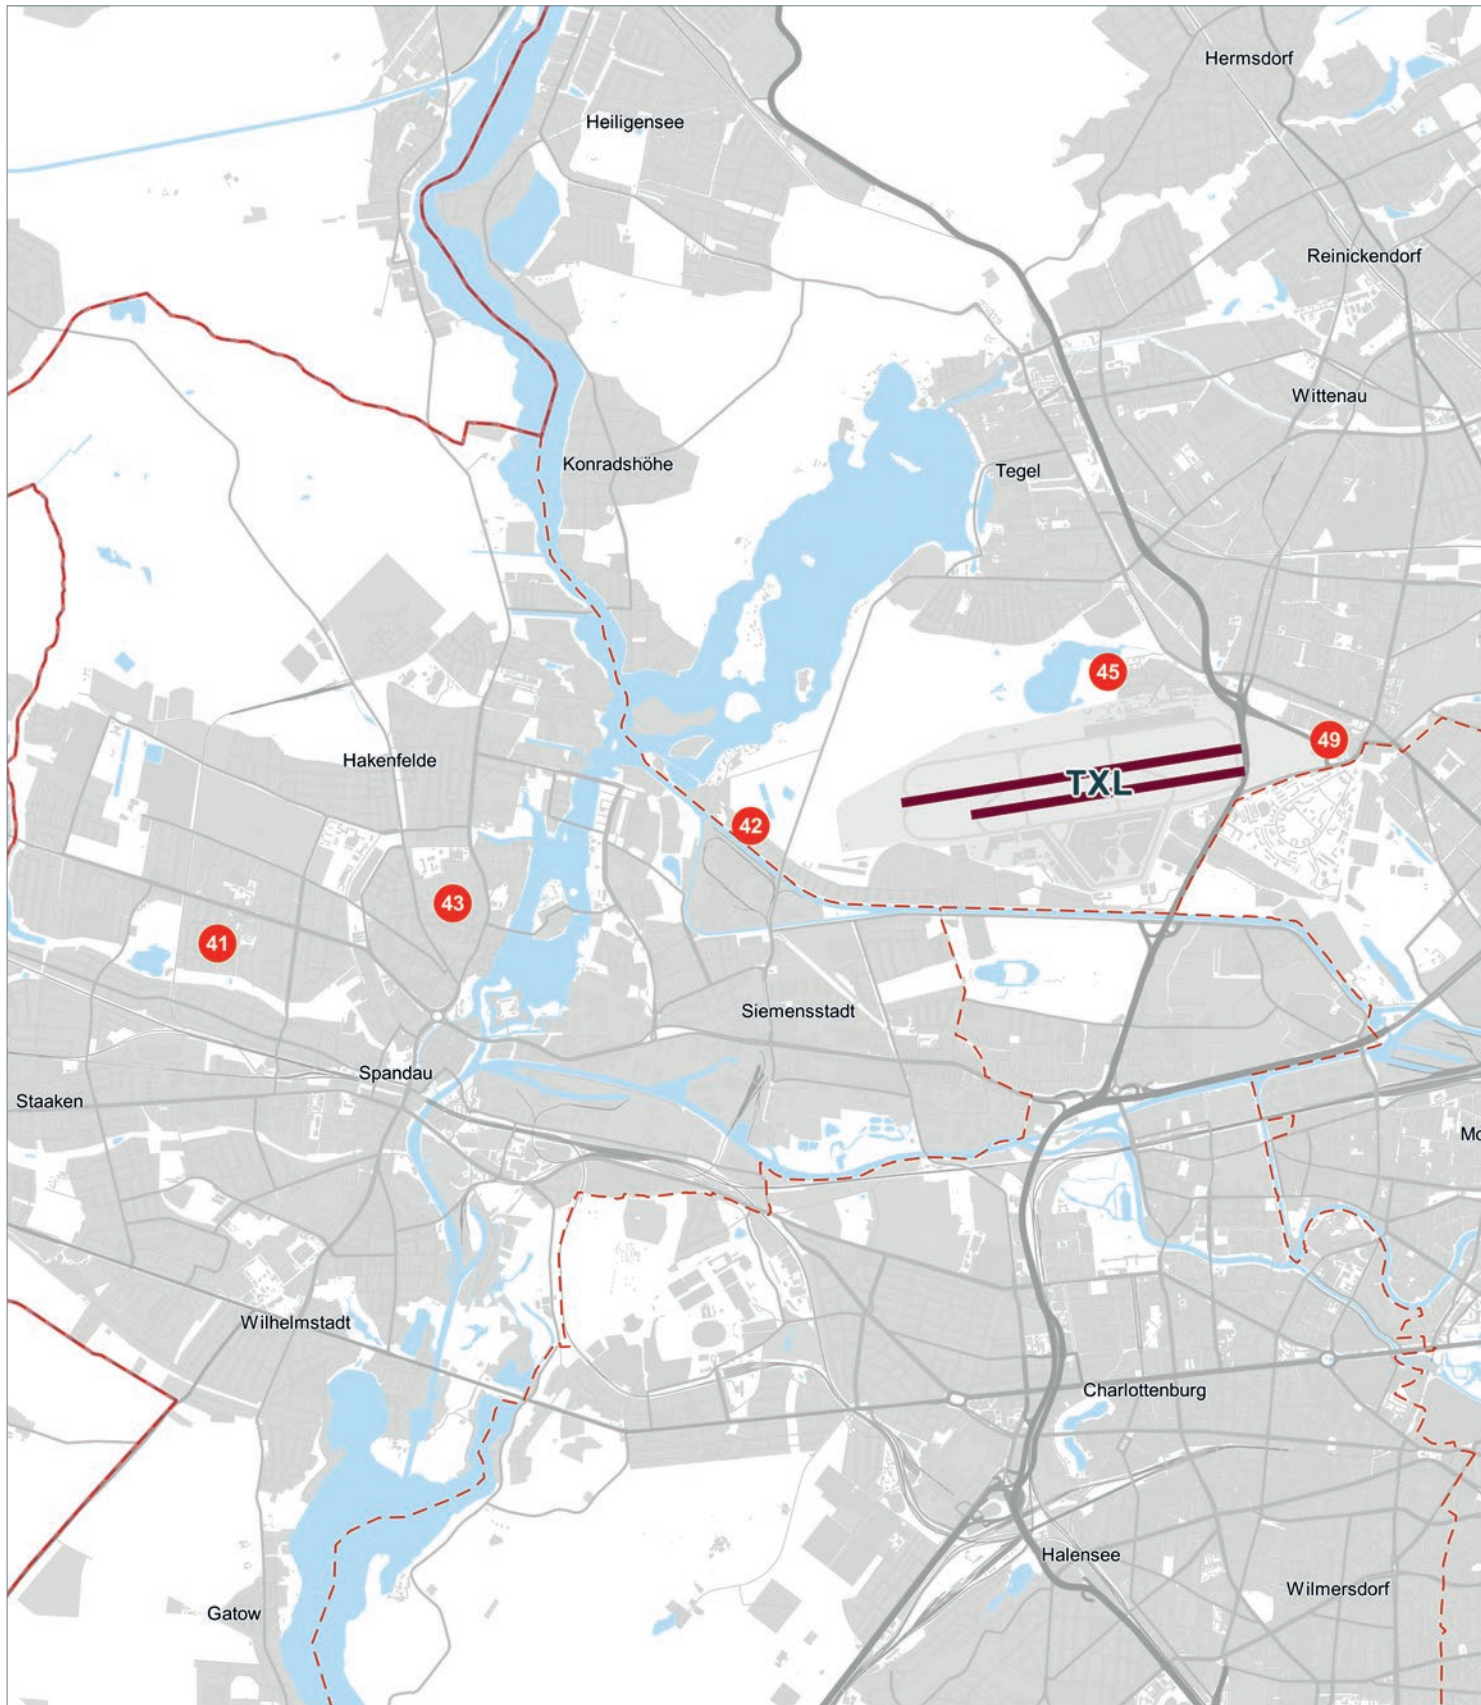 Hermsdorf
Heiligensee
Reinickendorf
Wittenau
Konradshöhe
Tegel
45
49
Hakenfelde
TXL
42
43
41
Siemensstadt
Spandau
Staaken
Mo
Wilhelmstadt
Charlottenburg
Halensee
Wilmersdorf
Gatow